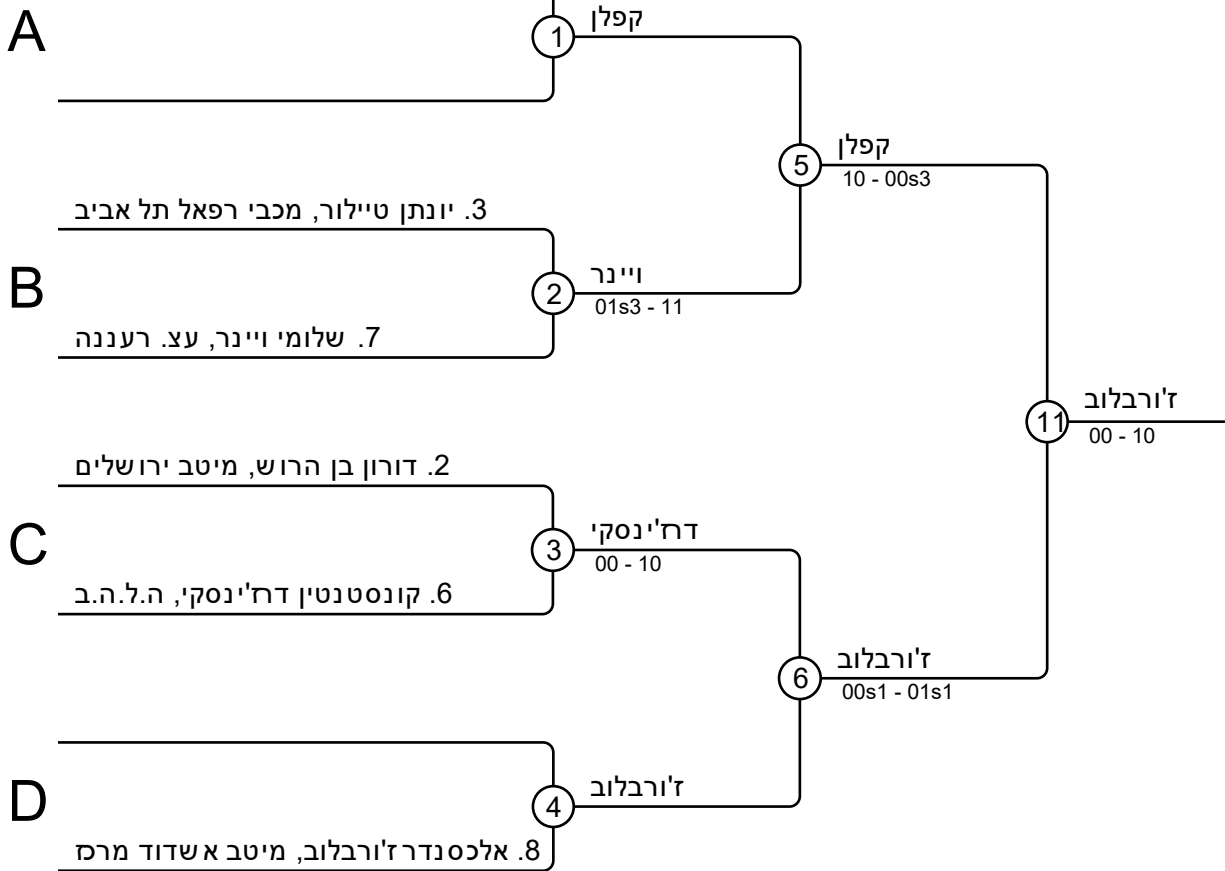 A
1
קפלן
5
קפלן
10 - 00s3
3. יונתן טיילור, מכבי רפאל תל אביב
B
2
ויינר
01s3 - 11
7. שלומי ויינר, עצ. רעננה
11
ז'ורבלוב
00 - 10
2. דורון בן הרוש, מיטב ירושלים
C
3
דרז'ינסקי
00 - 10
6. קונסטנטין דרז'ינסקי, ה.ל.ה.ב
6
ז'ורבלוב
00s1 - 01s1
D
4
ז'ורבלוב
8. אלכסנדר ז'ורבלוב, מיטב אשדוד מרכז